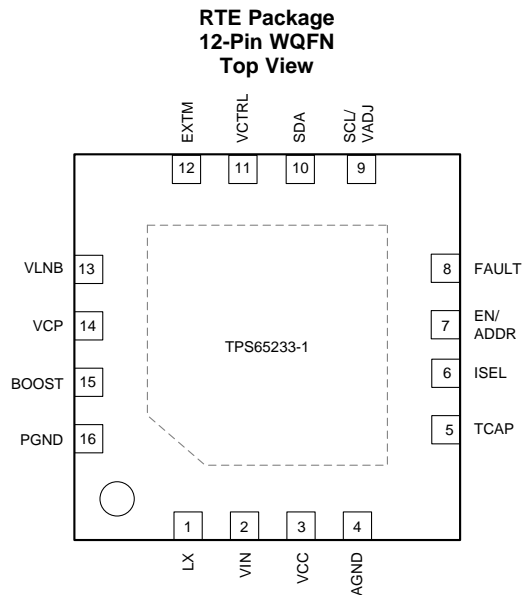 RTE Package
12-Pin WQFN
Top View
EXTM
VCTRL
SDA
SCL/
VADJ
12
11
10
9
VLNB 13
VCP 14
BOOST 15
PGND 16
TPS65233-1
8 FAULT
7 EN/
ADDR
6 ISEL
5 TCAP
1
2
3
4
LX
VIN
VCC
AGND